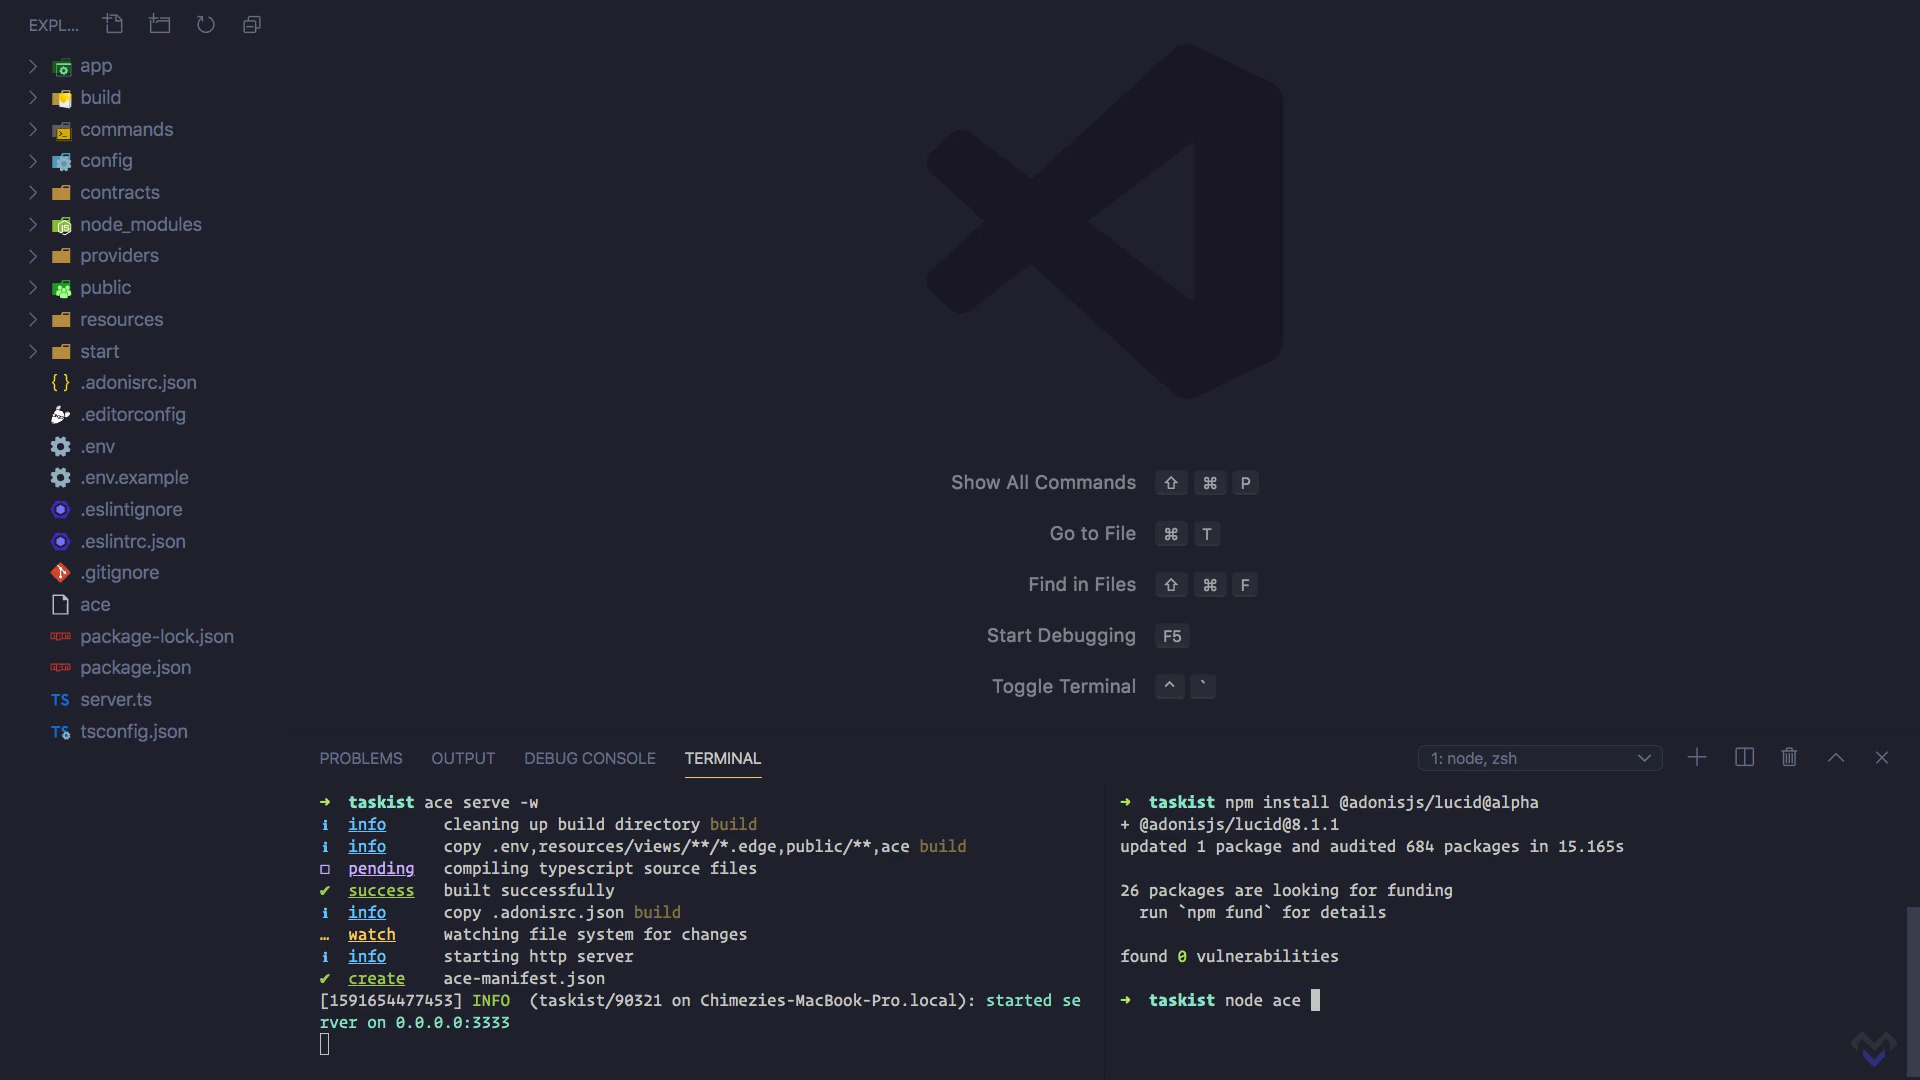 EXPL...
app
build
commands
config
contracts
node_modules
providers
public
resources
start
.adonisrc.json
.editorconfig
.env
.env.example
.eslintignore
.eslintrc.json
.gitignore
ace
package-lock.json
package.json
TS server.ts
TS tsconfig.json
Show All Commands ⇧ ⌘ P
Go to File ⌘ T
Find in Files ⇧ ⌘ F
Start Debugging F5
Toggle Terminal ^ `
PROBLEMS OUTPUT DEBUG CONSOLE TERMINAL 1: node, zsh
➜ taskist ace serve -w
ℹ info cleaning up build directory build
ℹ info copy .env,resources/views/**/*.edge,public/**,ace build
☐ pending compiling typescript source files
✔ success built successfully
ℹ info copy .adonisrc.json build
… watch watching file system for changes
ℹ info starting http server
✔ create ace-manifest.json
[1591654477453] INFO (taskist/90321 on Chimezies-MacBook-Pro.local): started se
rver on 0.0.0.0:3333
➜ taskist npm install @adonisjs/lucid@alpha
+ @adonisjs/lucid@8.1.1
updated 1 package and audited 684 packages in 15.165s
26 packages are looking for funding
run `npm fund` for details
found 0 vulnerabilities
➜ taskist node ace